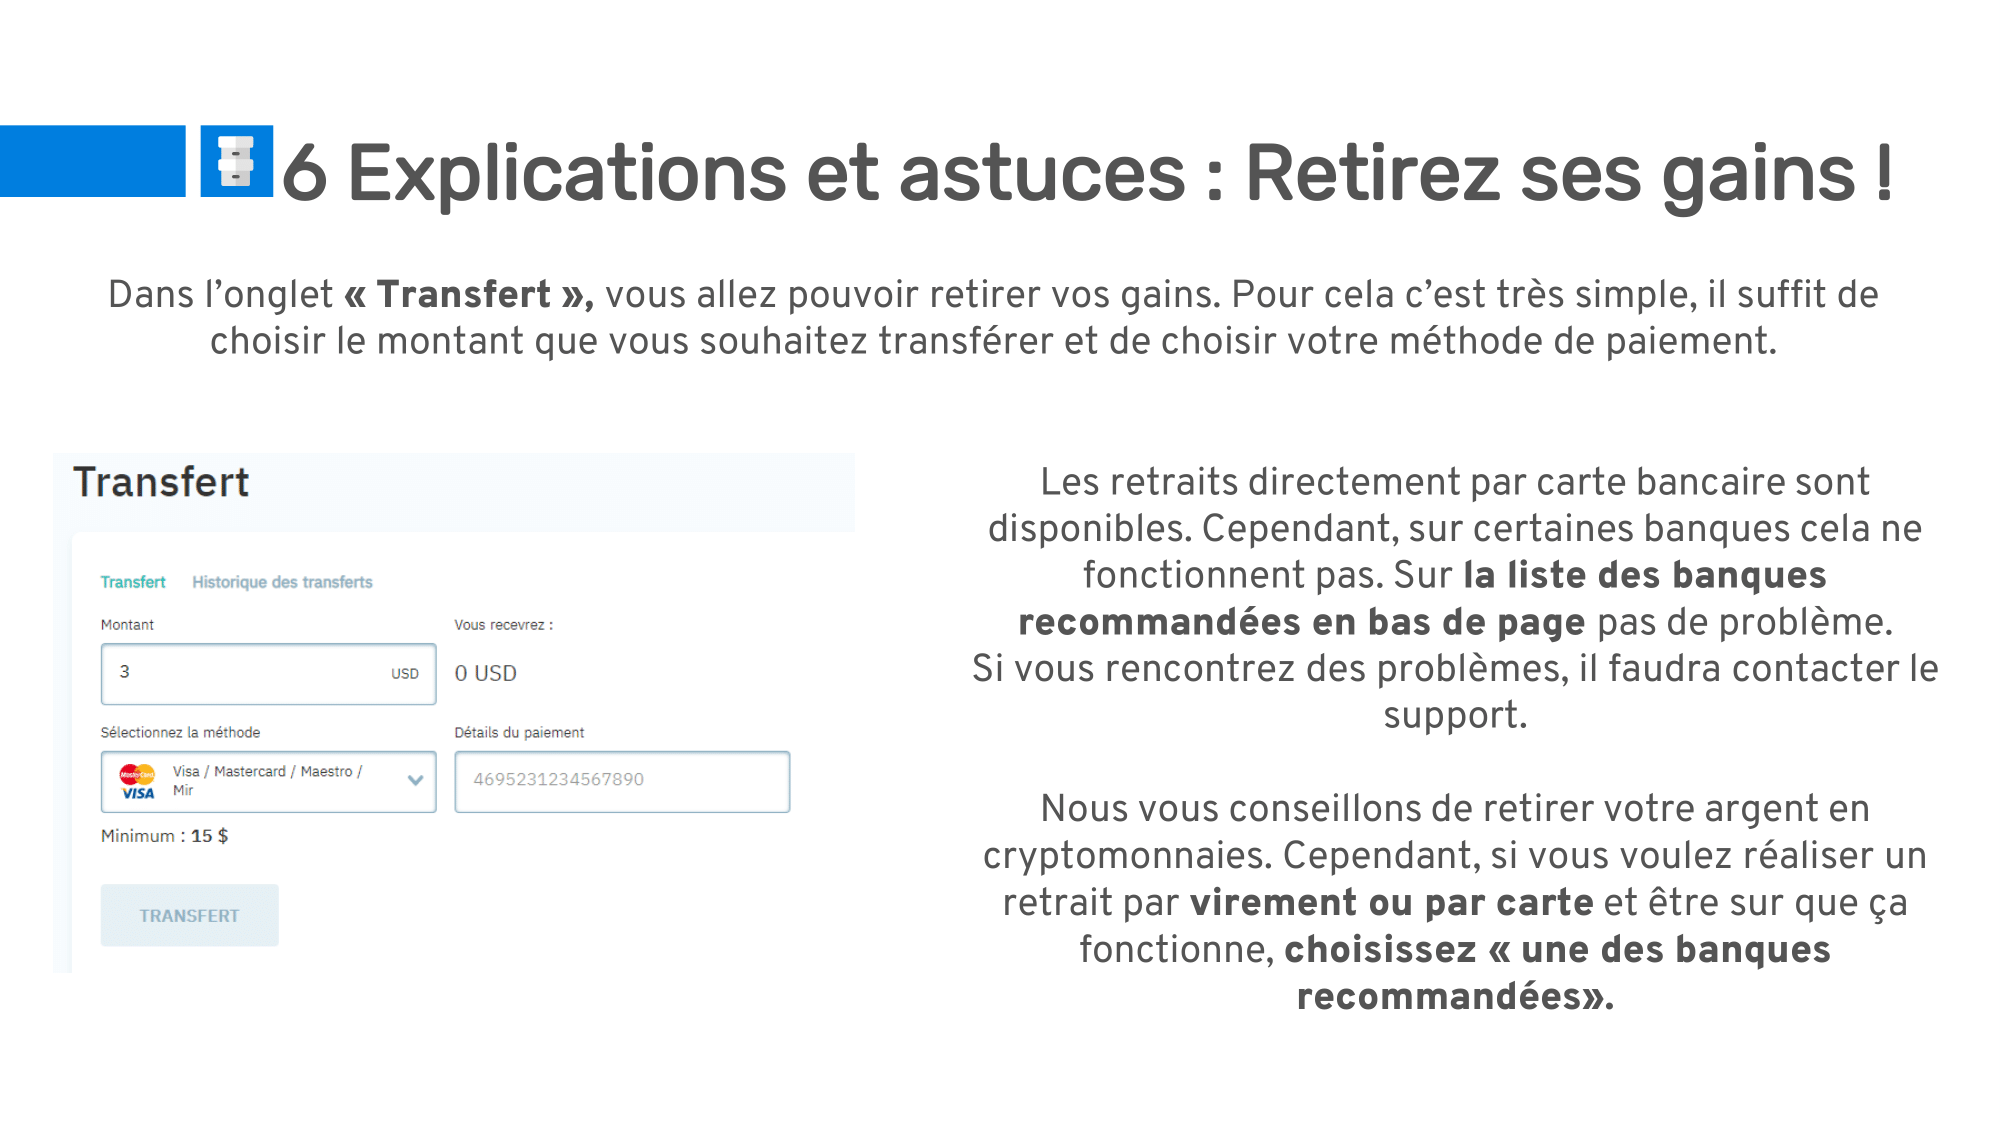 6 Explications et astuces : Retirez ses gains !
Dans l’onglet « Transfert », vous allez pouvoir retirer vos gains. Pour cela c’est très simple, il suffit de
choisir le montant que vous souhaitez transférer et de choisir votre méthode de paiement.
Transfert
Transfert Historique des transferts
Montant Vous recevrez :
3 USD 0 USD
Sélectionnez la méthode Détails du paiement
MasterCard VISA Visa / Mastercard / Maestro /
Mir
4695231234567890
Minimum : 15 $
TRANSFERT
Les retraits directement par carte bancaire sont
disponibles. Cependant, sur certaines banques cela ne
fonctionnent pas. Sur la liste des banques
recommandées en bas de page pas de problème.
Si vous rencontrez des problèmes, il faudra contacter le
support.
Nous vous conseillons de retirer votre argent en
cryptomonnaies. Cependant, si vous voulez réaliser un
retrait par virement ou par carte et être sur que ça
fonctionne, choisissez « une des banques
recommandées».